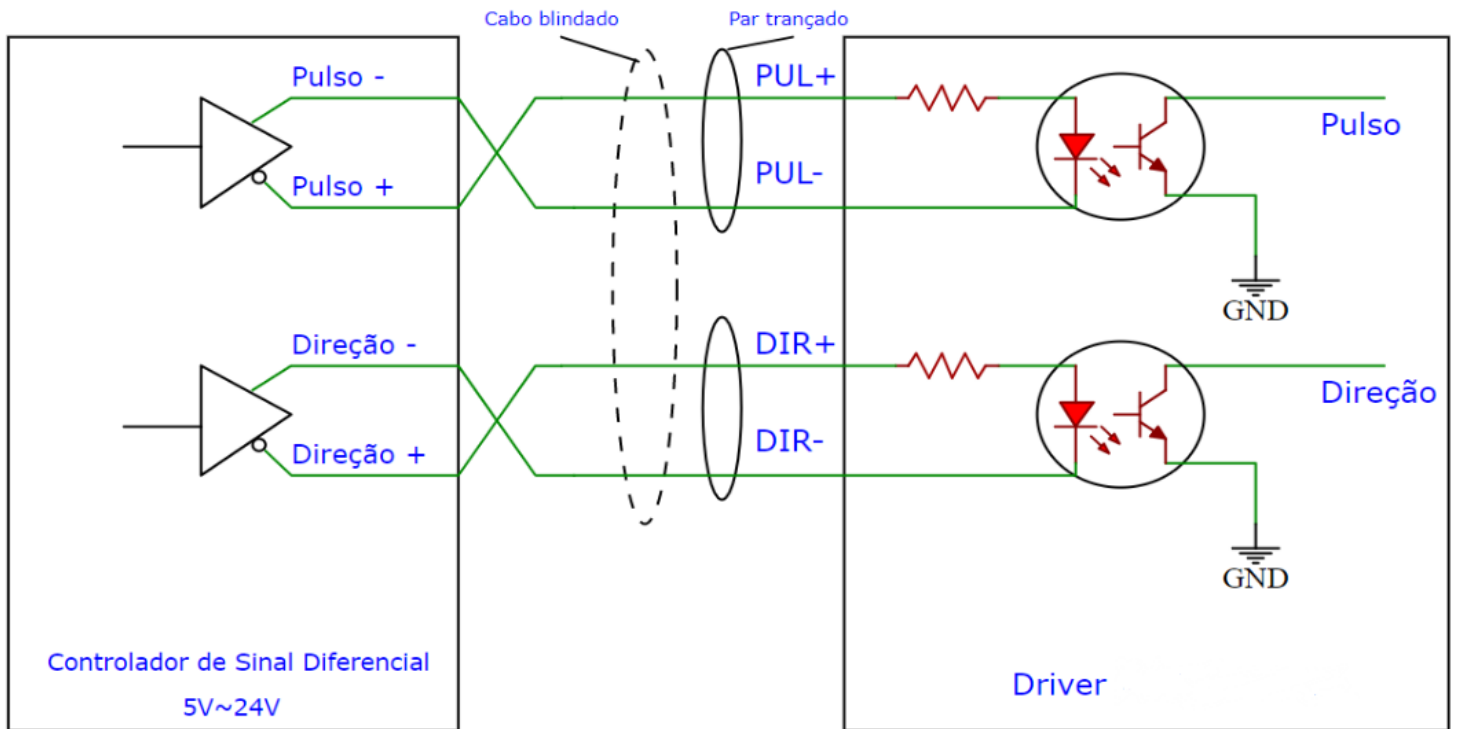 Cabo blindado
Par trançado
Pulso -
PUL+
Pulso
Pulso +
PUL-
GND
Direção -
DIR+
Direção
Direção +
DIR-
GND
Controlador de Sinal Diferencial
5V~24V
Driver